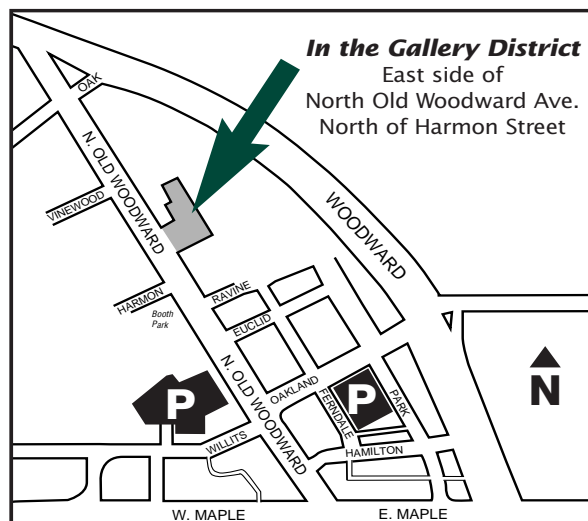 In the Gallery District
East side of
North Old Woodward Ave.
North of Harmon Street
OAK
N. OLD WOODWARD
VINEWOOD
WOODWARD
HARMON
Booth
Park
RAVINE
EUCLID
N. OLD WOODWARD
OAKLAND
P
P
FERNDALE
PARK
N
WILLITS
HAMILTON
W. MAPLE
E. MAPLE